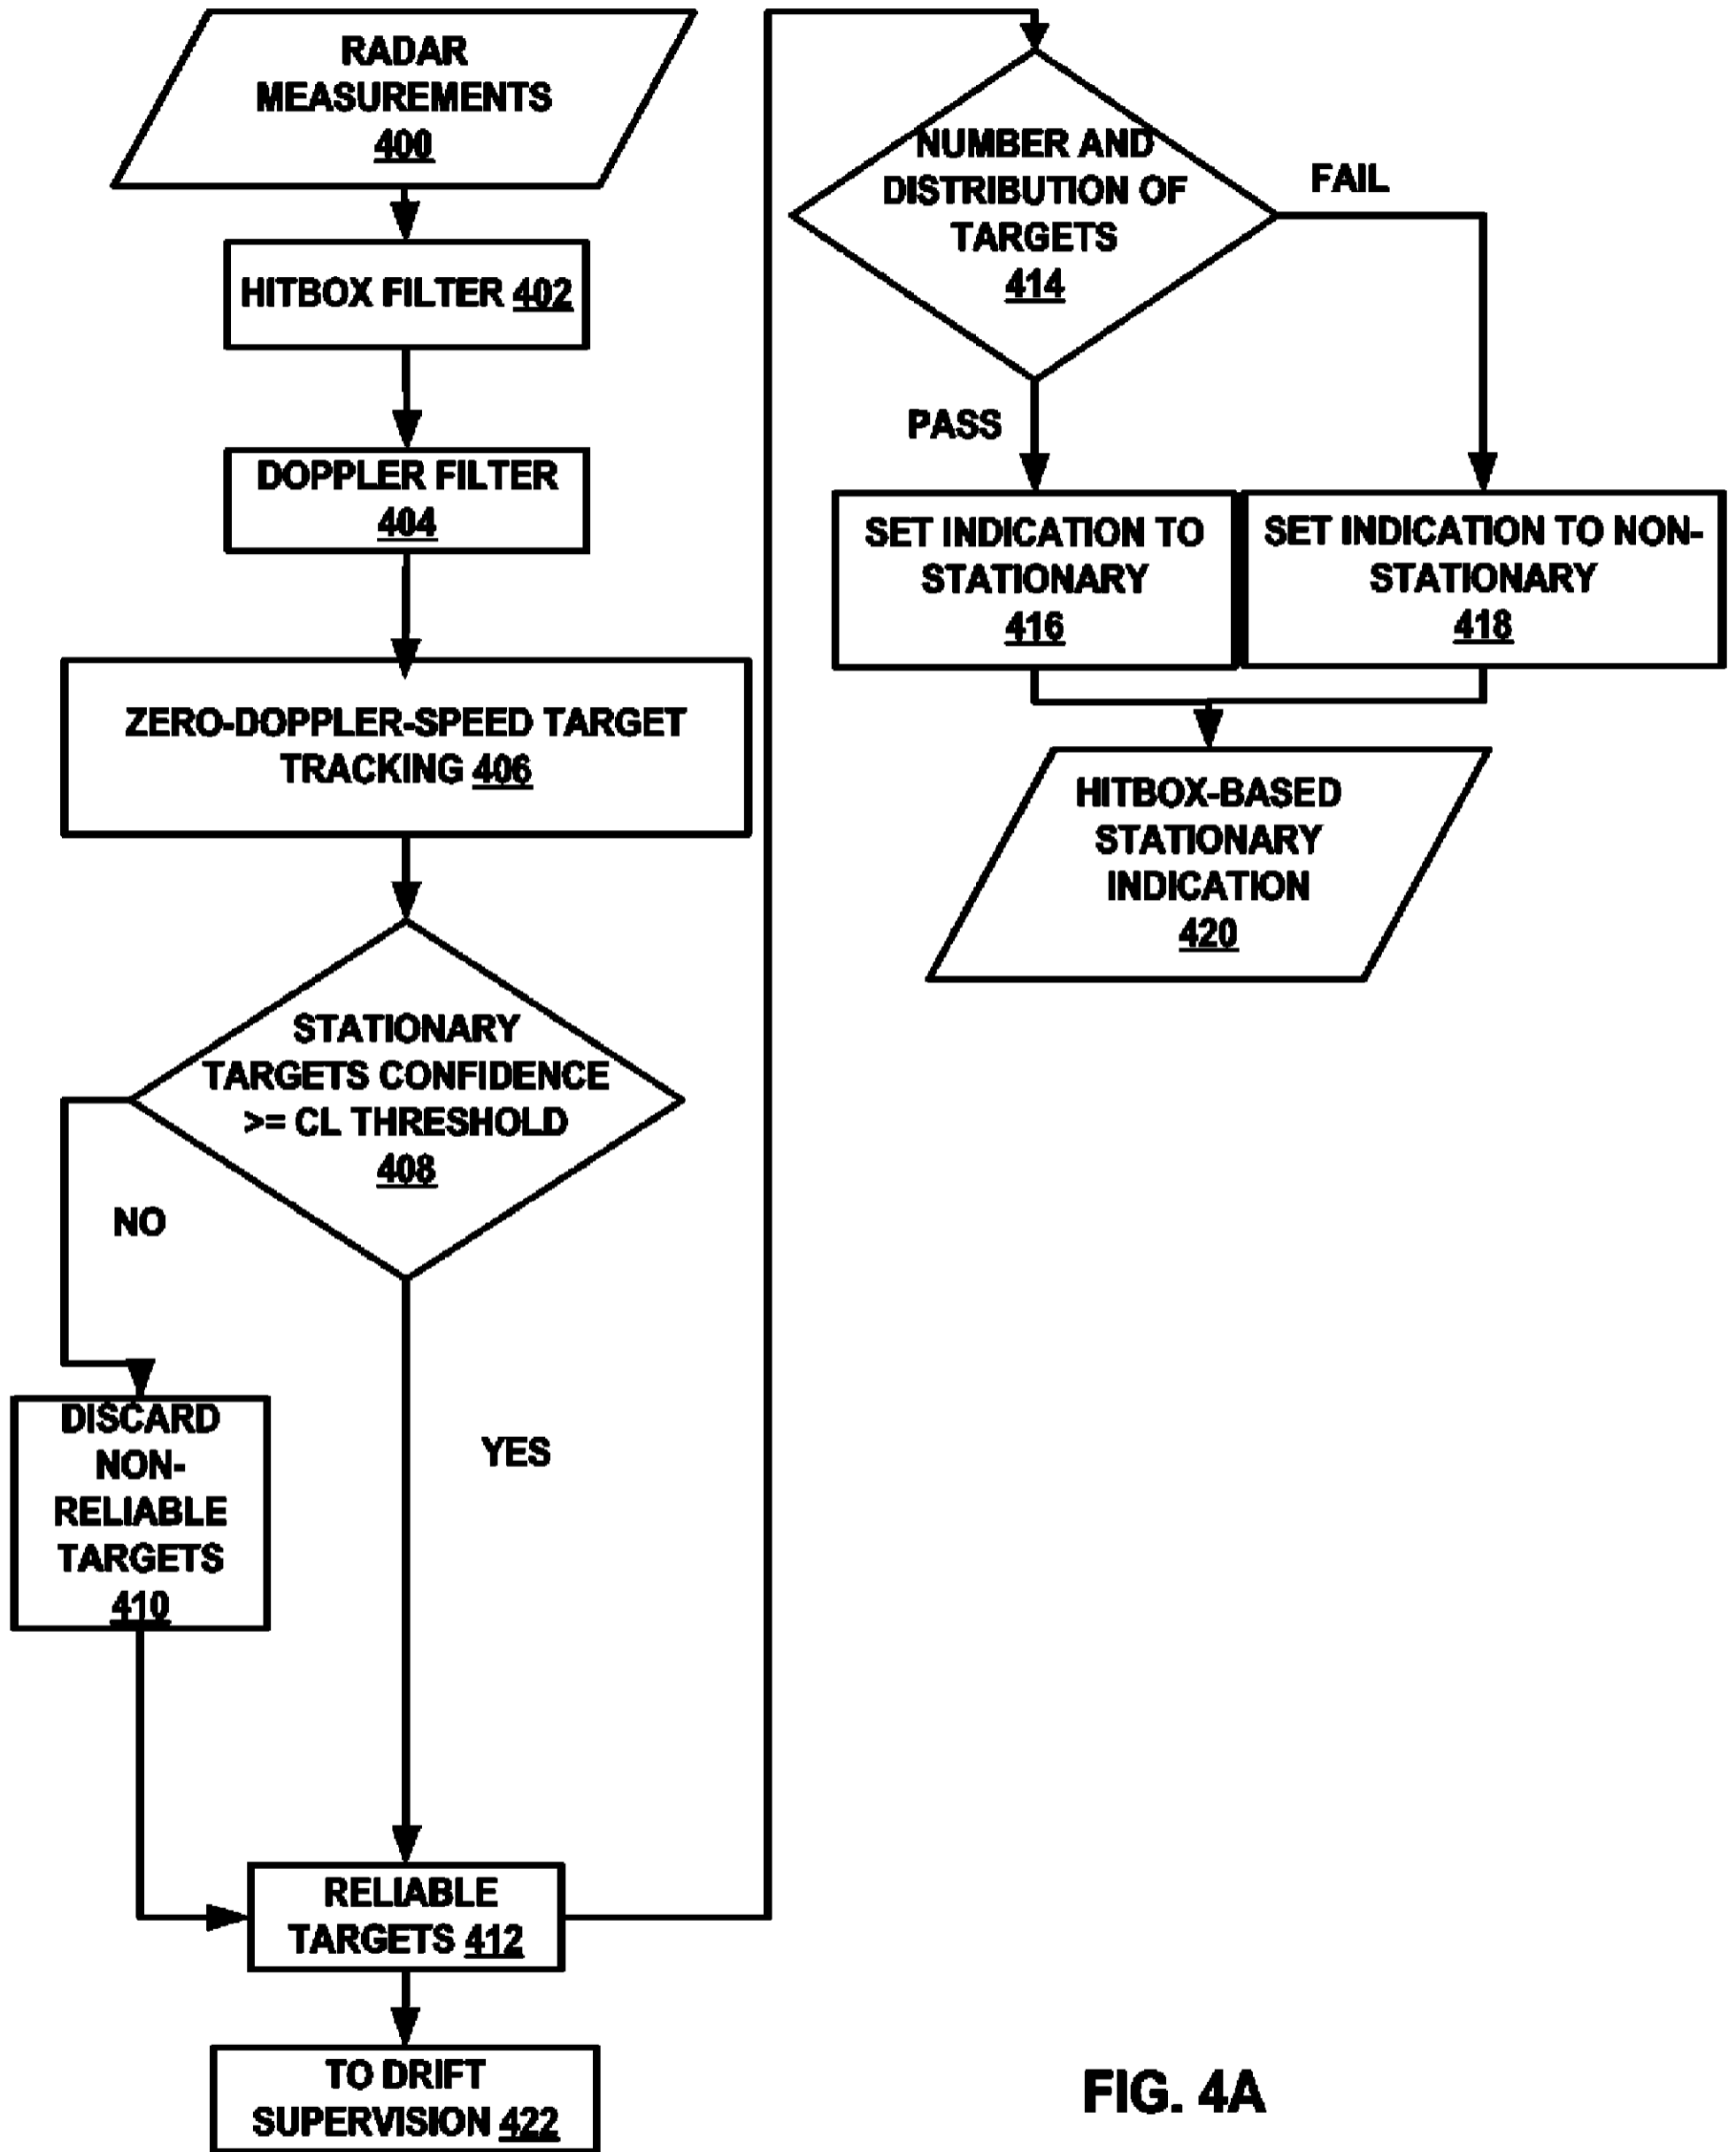 RADAR
MEASUREMENTS
400
HITBOX FILTER 402
DOPPLER FILTER
404
ZERO-DOPPLER-SPEED TARGET
TRACKING 406
STATIONARY
TARGETS CONFIDENCE
>= CL THRESHOLD
408
NO
YES
DISCARD
NON-
RELIABLE
TARGETS
410
RELIABLE
TARGETS 412
TO DRIFT
SUPERVISION 422
NUMBER AND
DISTRIBUTION OF
TARGETS
414
FAIL
PASS
SET INDICATION TO
STATIONARY
416
SET INDICATION TO NON-
STATIONARY
418
HITBOX-BASED
STATIONARY
INDICATION
420
FIG. 4A